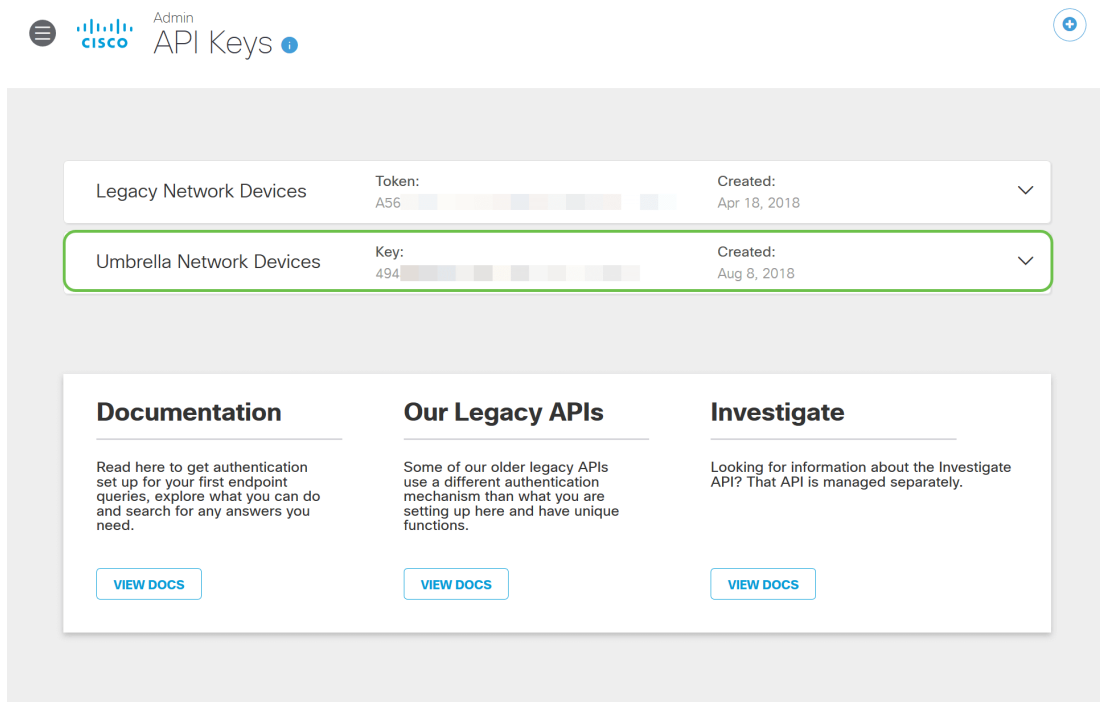 Admin
CISCO
API Keys
Legacy Network Devices
Token:
A56
Created:
Apr 18, 2018
Umbrella Network Devices
Key:
494
Created:
Aug 8, 2018
Documentation
Read here to get authentication
set up for your first endpoint
queries, explore what you can do
and search for any answers you
need.
VIEW DOCS
Our Legacy APIs
Some of our older legacy APIs
use a different authentication
mechanism than what you are
setting up here and have unique
functions.
VIEW DOCS
Investigate
Looking for information about the Investigate
API? That API is managed separately.
VIEW DOCS